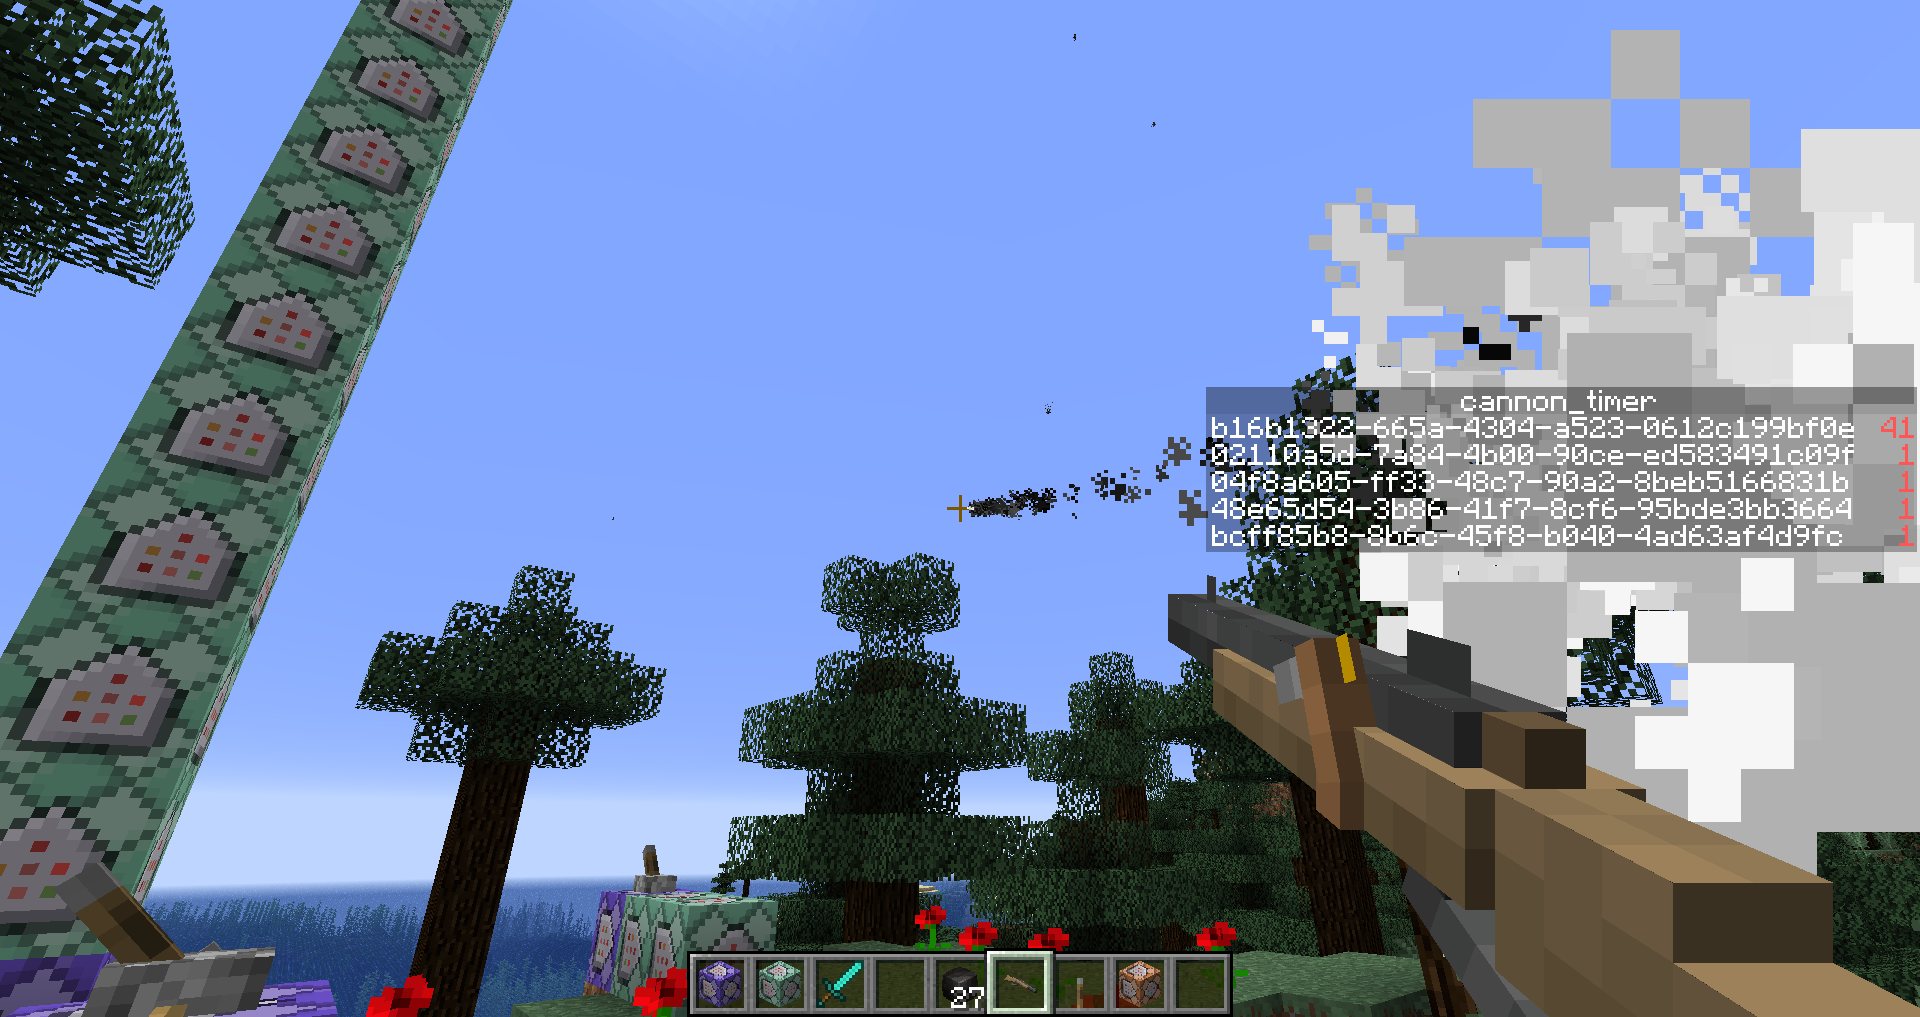 cannon_timer
b16b1322-665a-4304-a523-0612c199bf0e 41
02110a5d-7a84-4b00-90ce-ed583491c09f 1
04f8a605-ff33-48c7-90a2-8beb5166831b 1
48e65d54-3b86-41f7-8cf6-95bde3bb3664 1
bcff85b8-8b6c-45f8-b040-4ad63af4d9fc 1
27